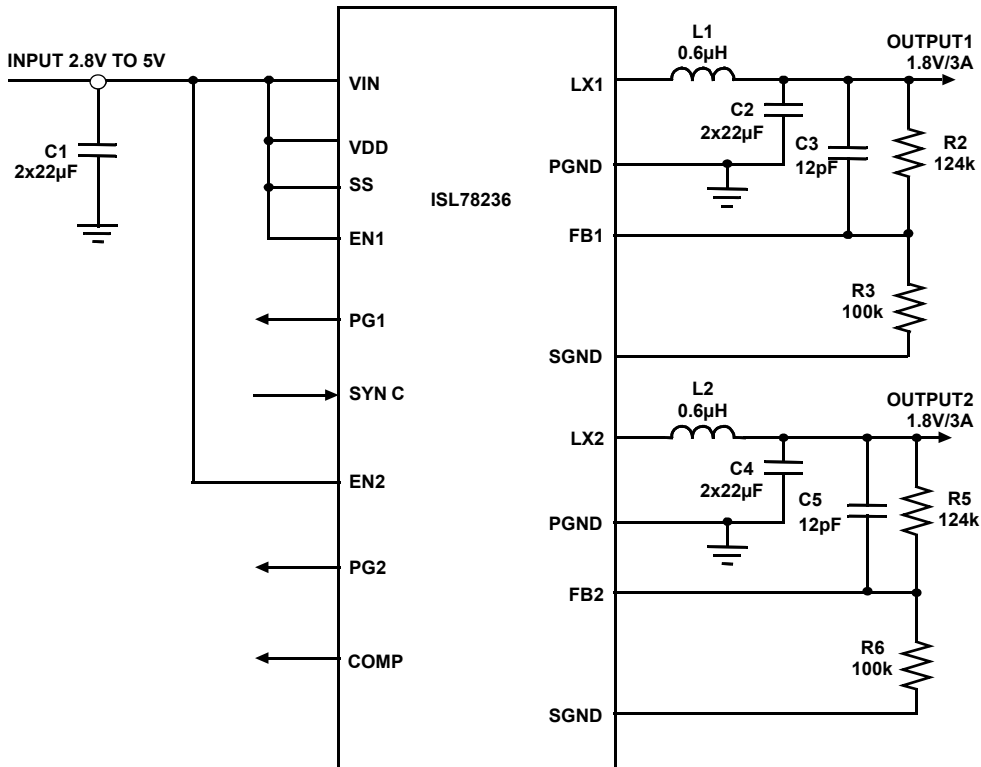 INPUT 2.8V TO 5V
C1
2x22µF
VIN
VDD
SS
EN1
PG1
SYN C
EN2
PG2
COMP
ISL78236
LX1
PGND
FB1
SGND
LX2
PGND
FB2
SGND
L1
0.6µH
OUTPUT1
1.8V/3A
C2
2x22µF
C3
12pF
R2
124k
R3
100k
L2
0.6µH
OUTPUT2
1.8V/3A
C4
2x22µF
C5
12pF
R5
124k
R6
100k